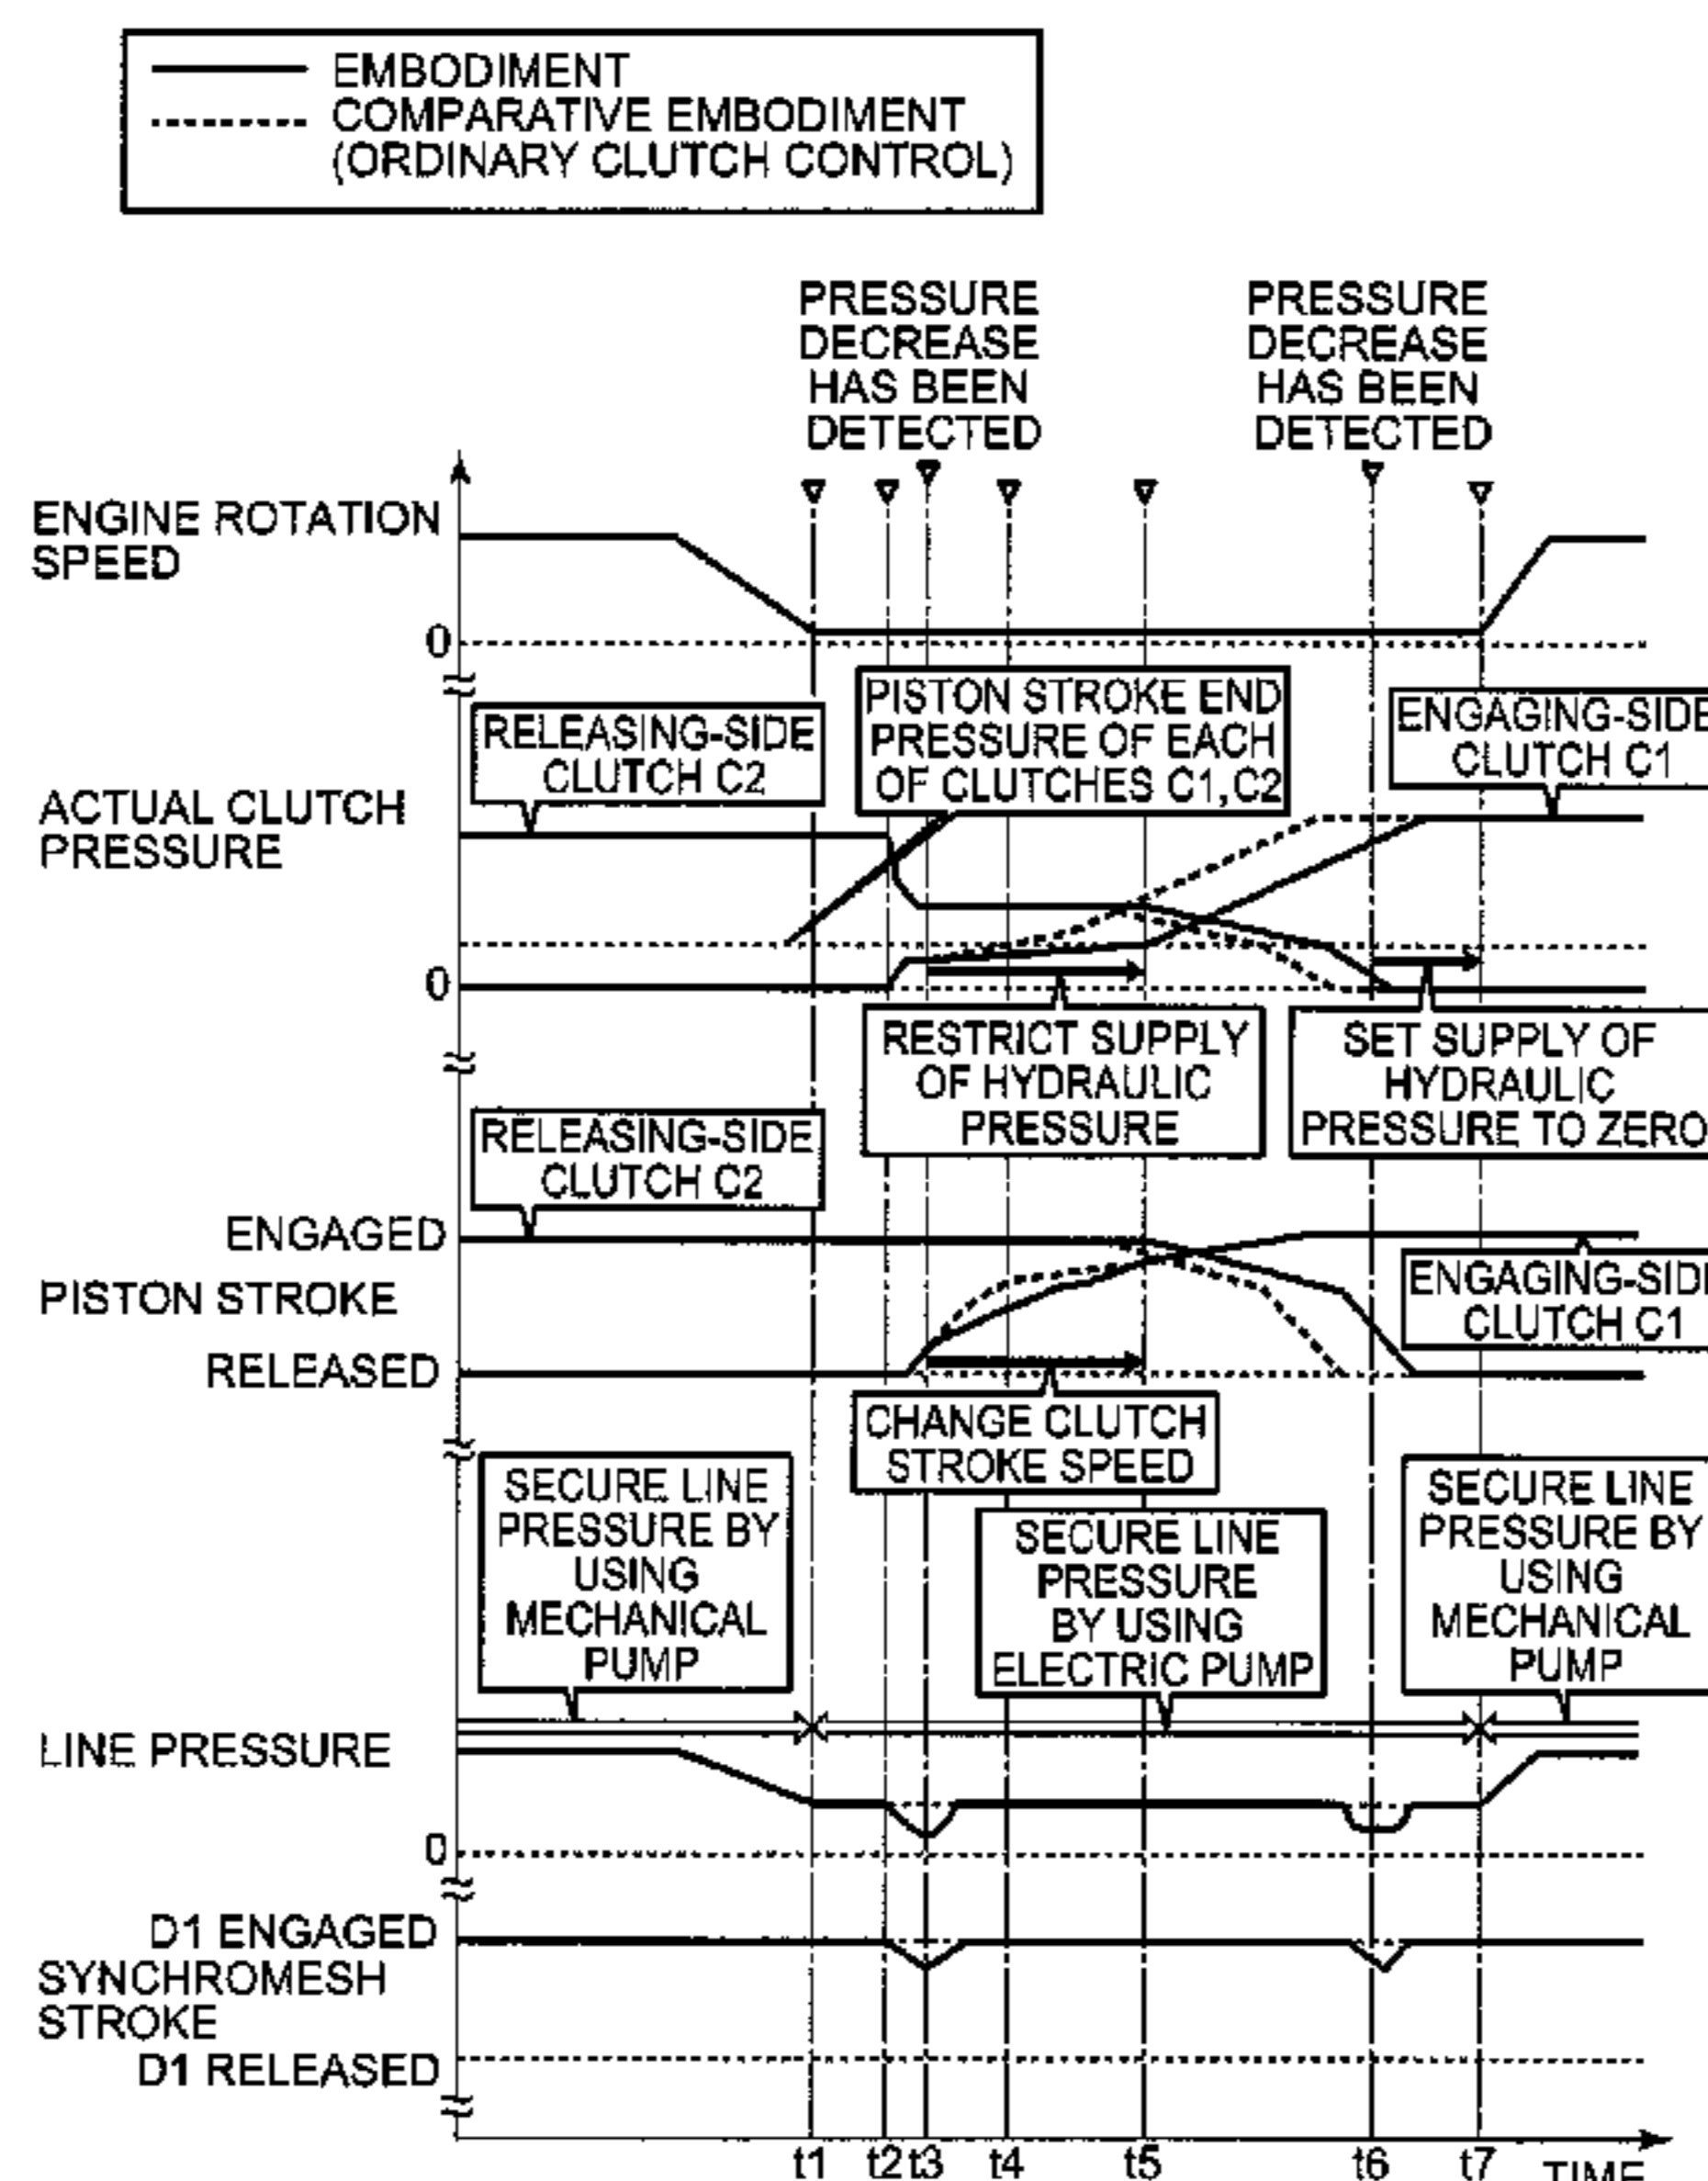 EMBODIMENT
COMPARATIVE EMBODIMENT
(ORDINARY CLUTCH CONTROL)
PRESSURE
DECREASE
HAS BEEN
DETECTED
PRESSURE
DECREASE
HAS BEEN
DETECTED
ENGINE ROTATION
SPEED
0
RELEASING-SIDE
CLUTCH C2
PISTON STROKE END
PRESSURE OF EACH
OF CLUTCHES C1,C2
ENGAGING-SIDE
CLUTCH C1
ACTUAL CLUTCH
PRESSURE
0
RESTRICT SUPPLY
OF HYDRAULIC
PRESSURE
SET SUPPLY OF
HYDRAULIC
PRESSURE TO ZERO
RELEASING-SIDE
CLUTCH C2
ENGAGED
PISTON STROKE
RELEASED
ENGAGING-SIDE
CLUTCH C1
CHANGE CLUTCH
STROKE SPEED
SECURE LINE
PRESSURE BY
USING
MECHANICAL
PUMP
SECURE LINE
PRESSURE
BY USING
ELECTRIC PUMP
SECURE LINE
PRESSURE BY
USING
MECHANICAL
PUMP
LINE PRESSURE
0
D1 ENGAGED
SYNCHROMESH
STROKE
D1 RELEASED
t1 t2 t3 t4 t5 t6 t7 TIME